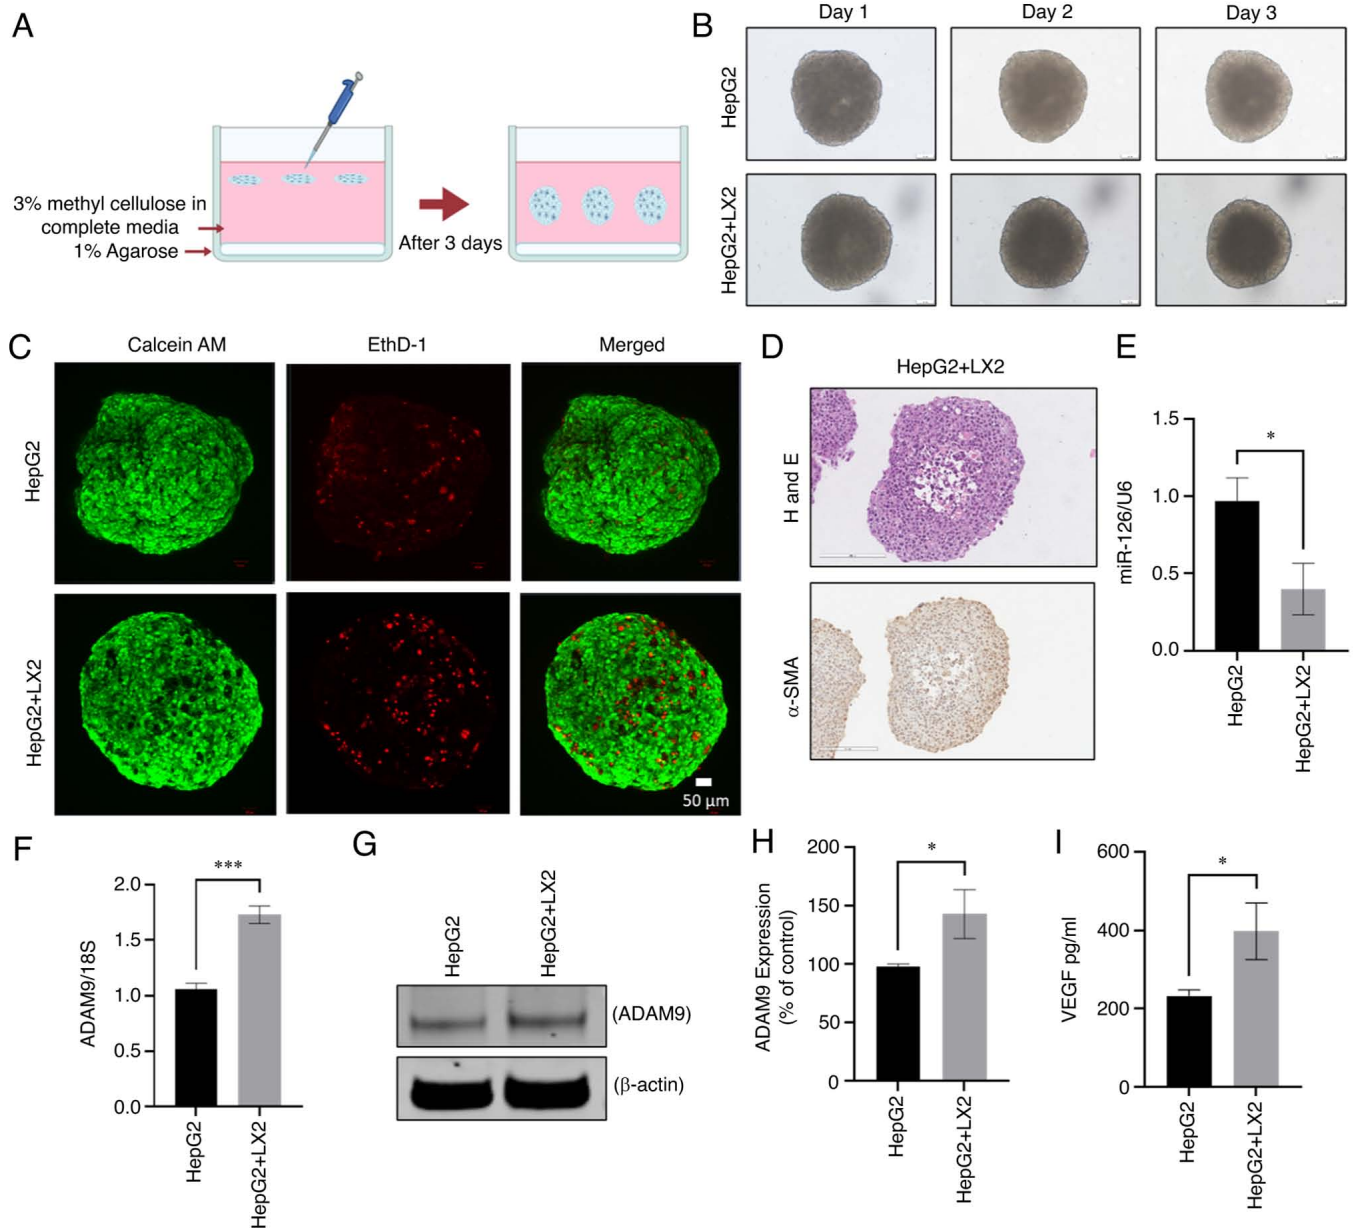 A
3% methyl cellulose in
complete media
1% Agarose
After 3 days
B
Day 1
Day 2
Day 3
HepG2
HepG2+LX2
C
Calcein AM
EthD-1
Merged
HepG2
HepG2+LX2
50 μm
D
HepG2+LX2
H and E
α-SMA
E
miR-126/U6
1.5
1.0
0.5
0.0
*
HepG2
HepG2+LX2
F
ADAM9/18S
2.0
1.5
1.0
0.5
0.0
***
HepG2
HepG2+LX2
G
HepG2
HepG2+LX2
(ADAM9)
(β-actin)
H
ADAM9 Expression
(% of control)
200
150
100
50
0
*
HepG2
HepG2+LX2
I
VEGF pg/ml
600
400
200
0
*
HepG2
HepG2+LX2